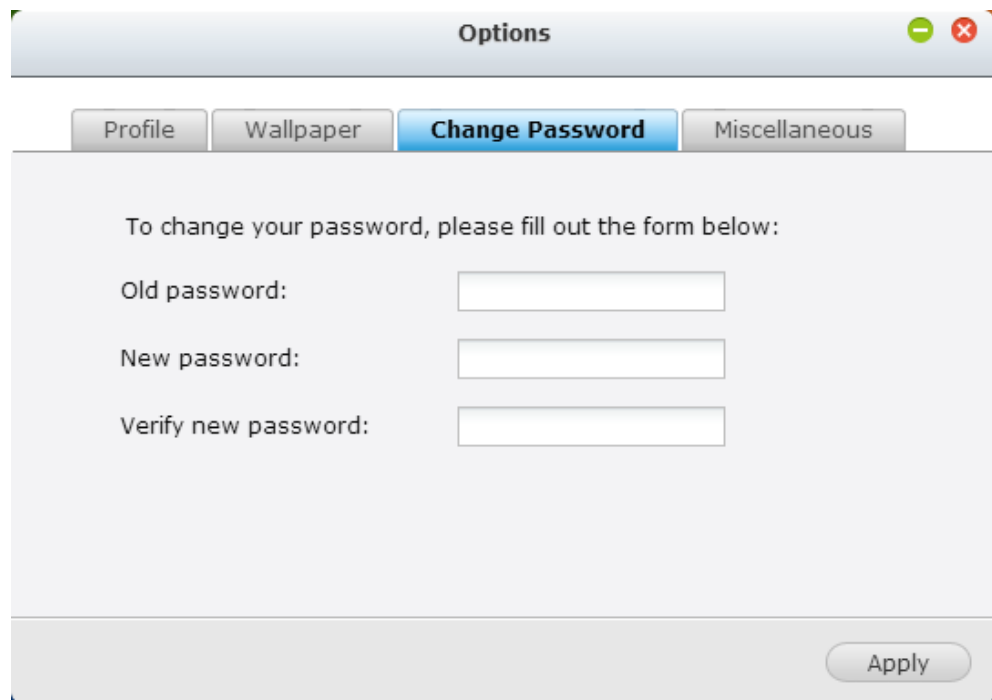 Options
Profile Wallpaper Change Password Miscellaneous
To change your password, please fill out the form below:
Old password:
New password:
Verify new password:
Apply